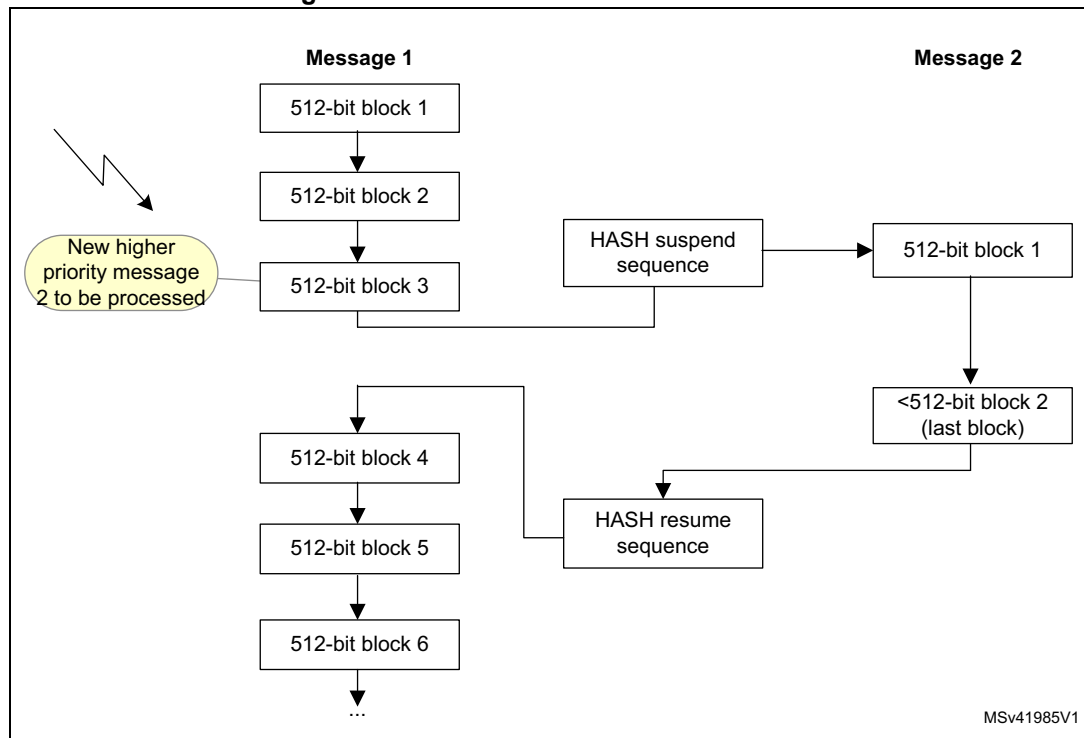 Message 1
Message 2
512-bit block 1
512-bit block 2
New higher
priority message
2 to be processed
512-bit block 3
HASH suspend
sequence
512-bit block 1
<512-bit block 2
(last block)
HASH resume
sequence
512-bit block 4
512-bit block 5
512-bit block 6
...
MSv41985V1